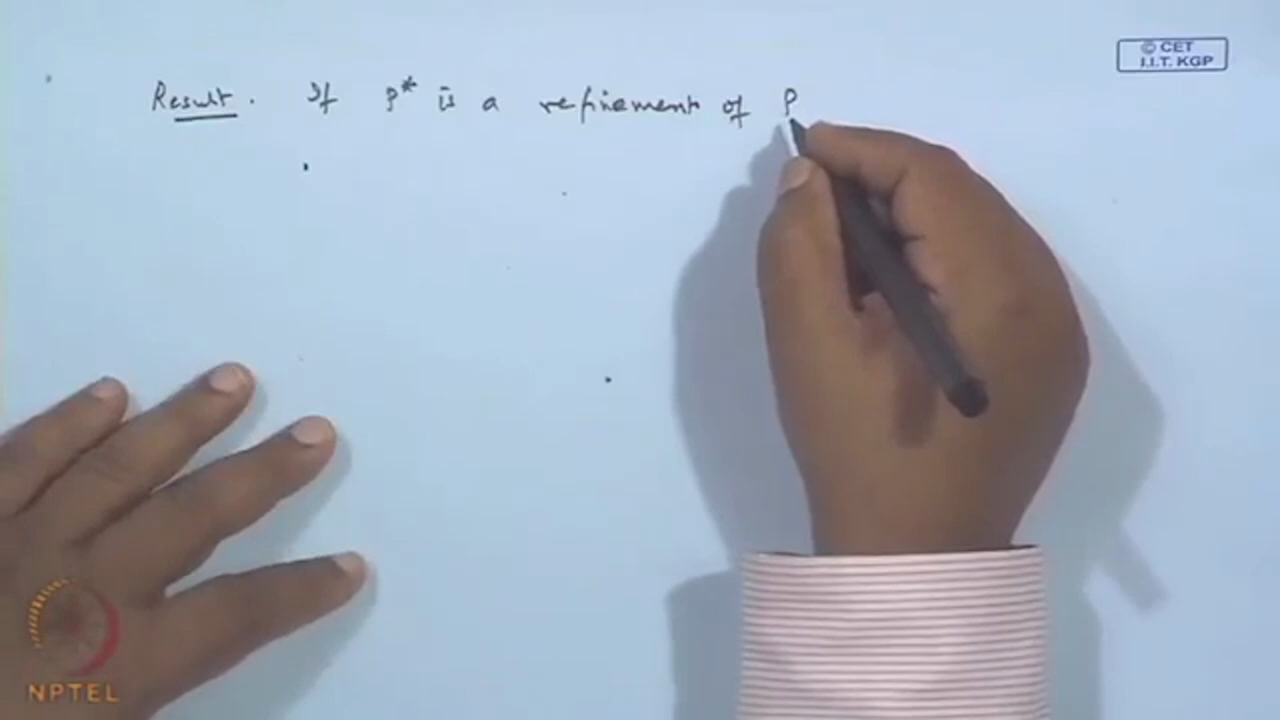 © CET
I.I.T. KGP
Result. If P* is a refinement of P
NPTEL